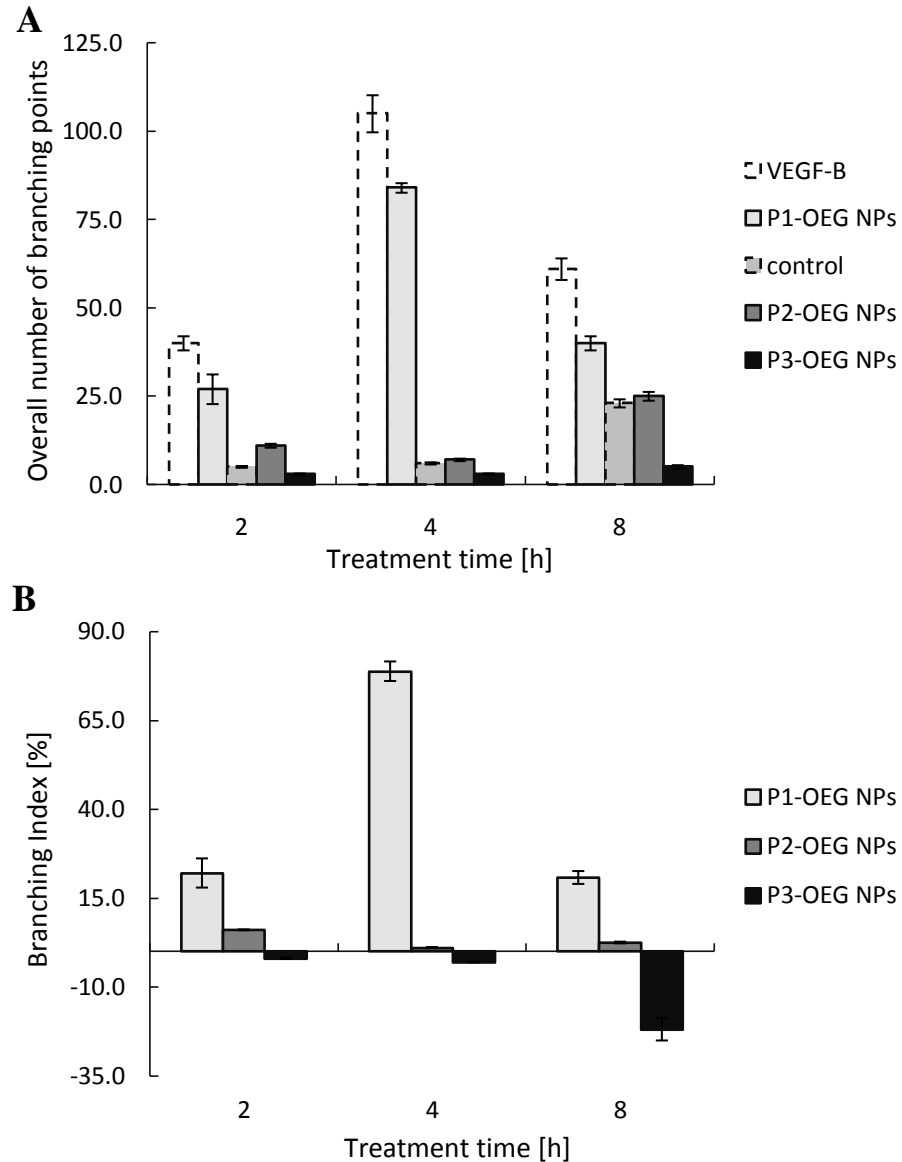 A
125.0
100.0
75.0
50.0
25.0
0.0
Overall number of branching points
2 4 8
Treatment time [h]
VEGF-B
P1-OEG NPs
control
P2-OEG NPs
P3-OEG NPs
B
90.0
65.0
40.0
15.0
-10.0
-35.0
Branching Index [%]
2 4 8
Treatment time [h]
P1-OEG NPs
P2-OEG NPs
P3-OEG NPs